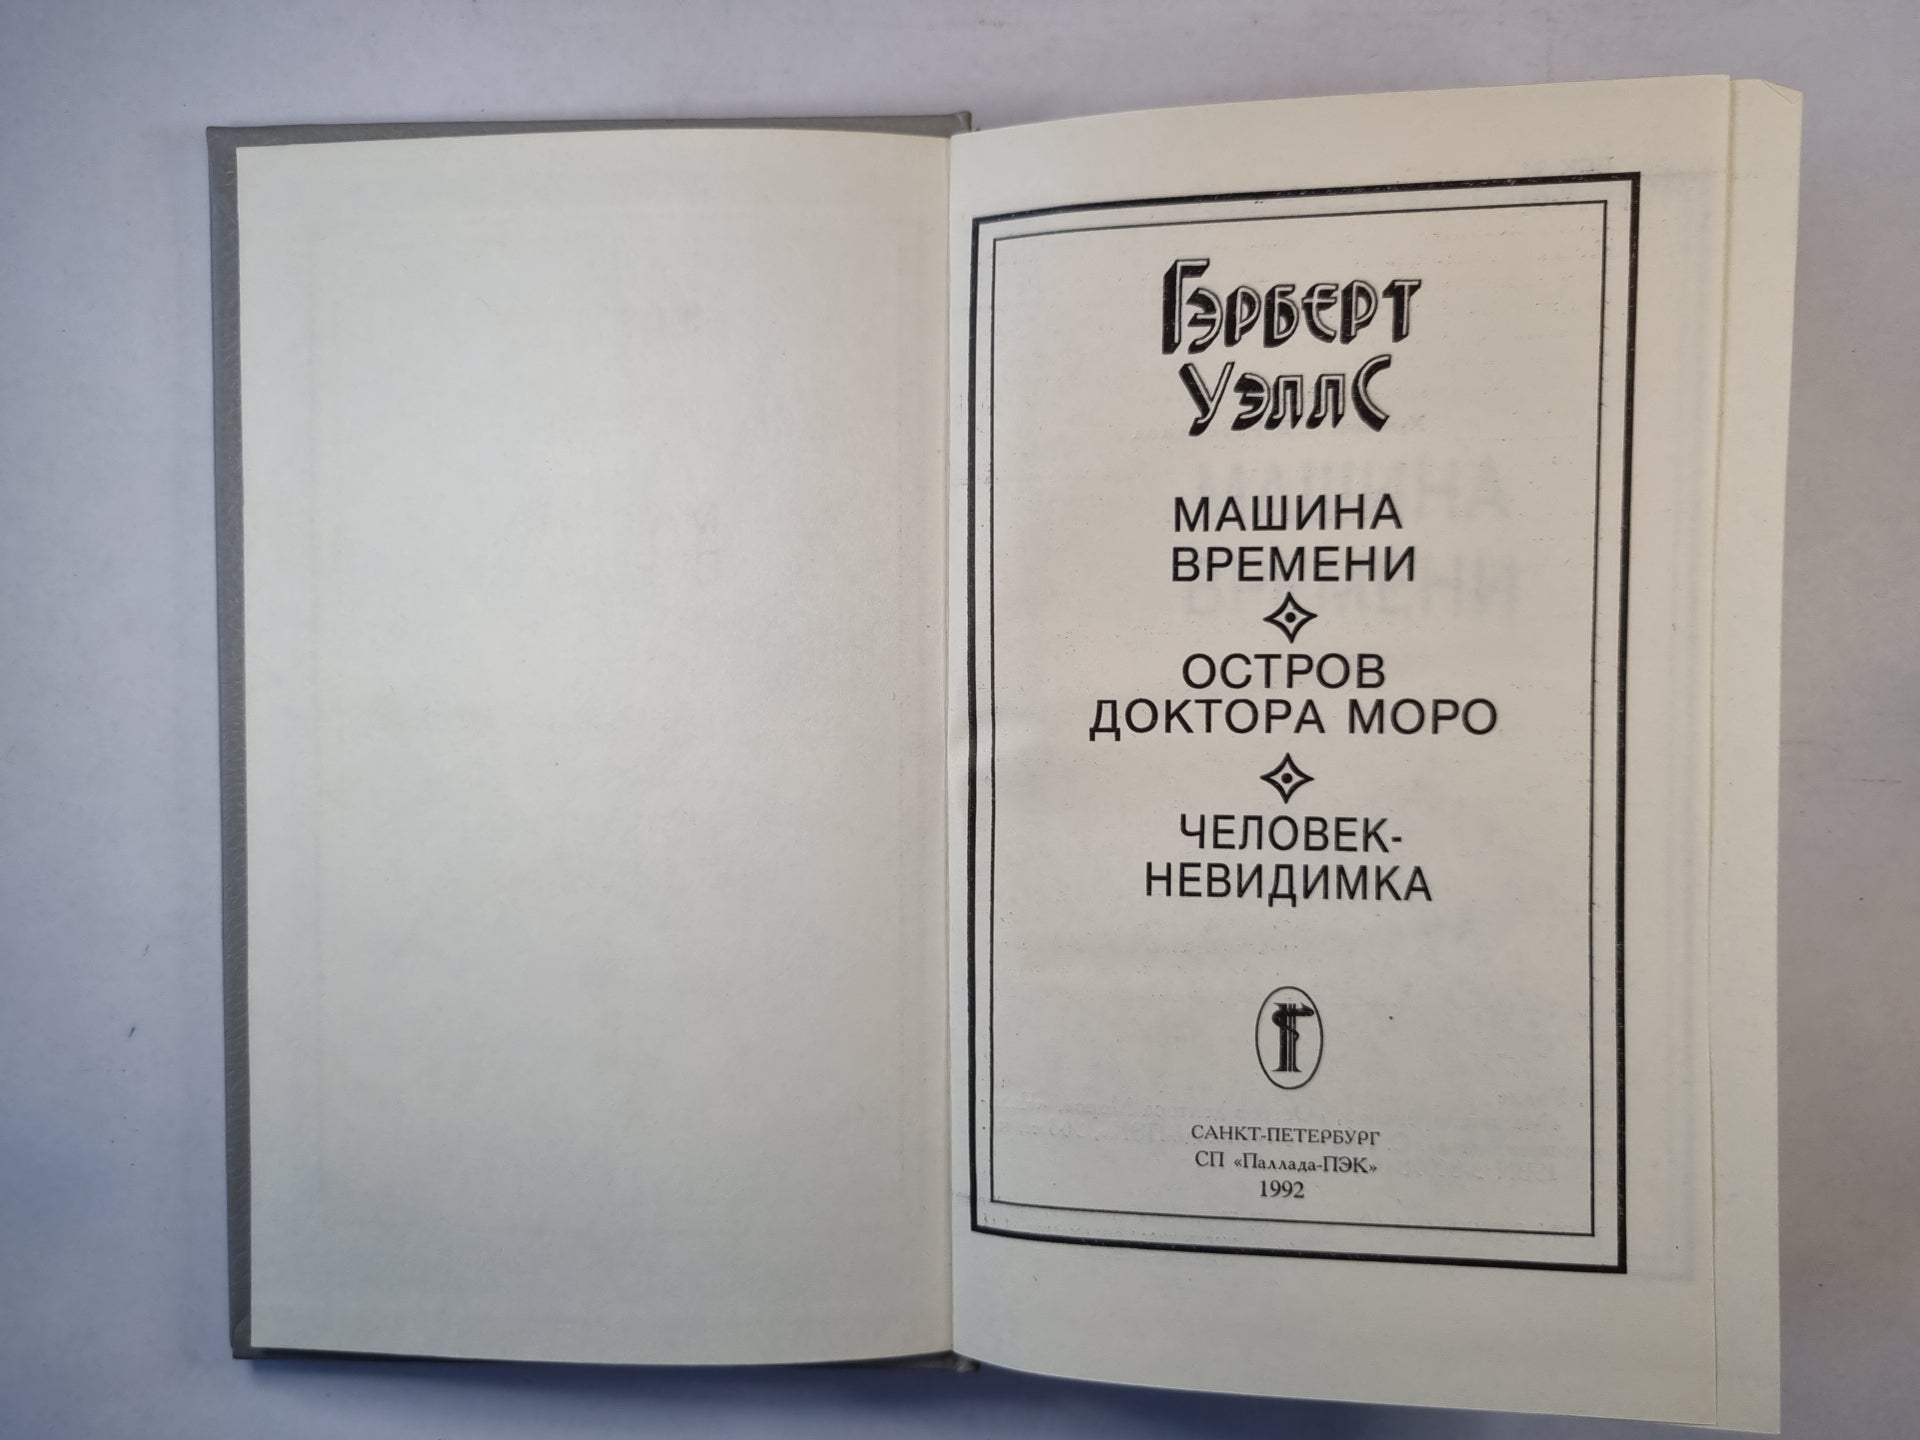 ГЭРБЕРТ
УЭЛЛС
МАШИНА
ВРЕМЕНИ
ОСТРОВ
ДОКТОРА МОРО
ЧЕЛОВЕК-
НЕВИДИМКА
САНКТ-ПЕТЕРБУРГ
СП «Паллада-ПЭК»
1992